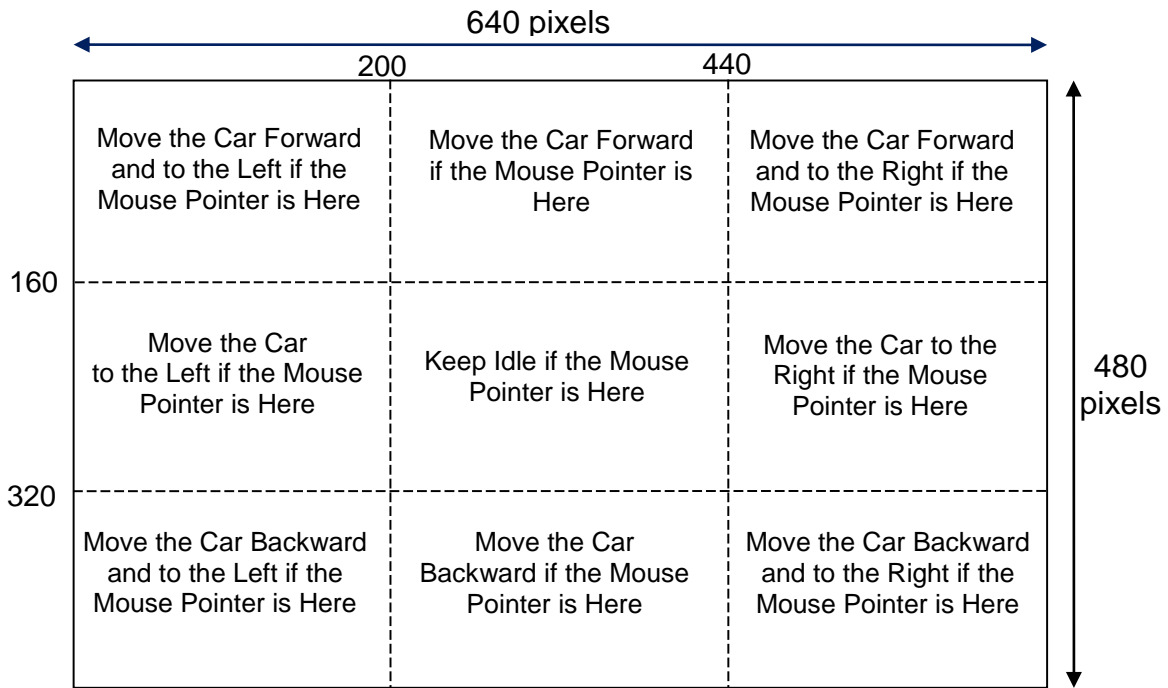 640 pixels
200
440
Move the Car Forward
and to the Left if the
Mouse Pointer is Here
Move the Car Forward
if the Mouse Pointer is
Here
Move the Car Forward
and to the Right if the
Mouse Pointer is Here
160
Move the Car
to the Left if the Mouse
Pointer is Here
Keep Idle if the Mouse
Pointer is Here
Move the Car to the
Right if the Mouse
Pointer is Here
480
pixels
320
Move the Car Backward
and to the Left if the
Mouse Pointer is Here
Move the Car
Backward if the Mouse
Pointer is Here
Move the Car Backward
and to the Right if the
Mouse Pointer is Here